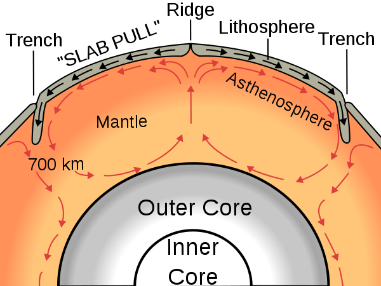 Ridge
Trench
"SLAB PULL"
Lithosphere
Trench
Asthenosphere
Mantle
700 km
Outer Core
Inner
Core